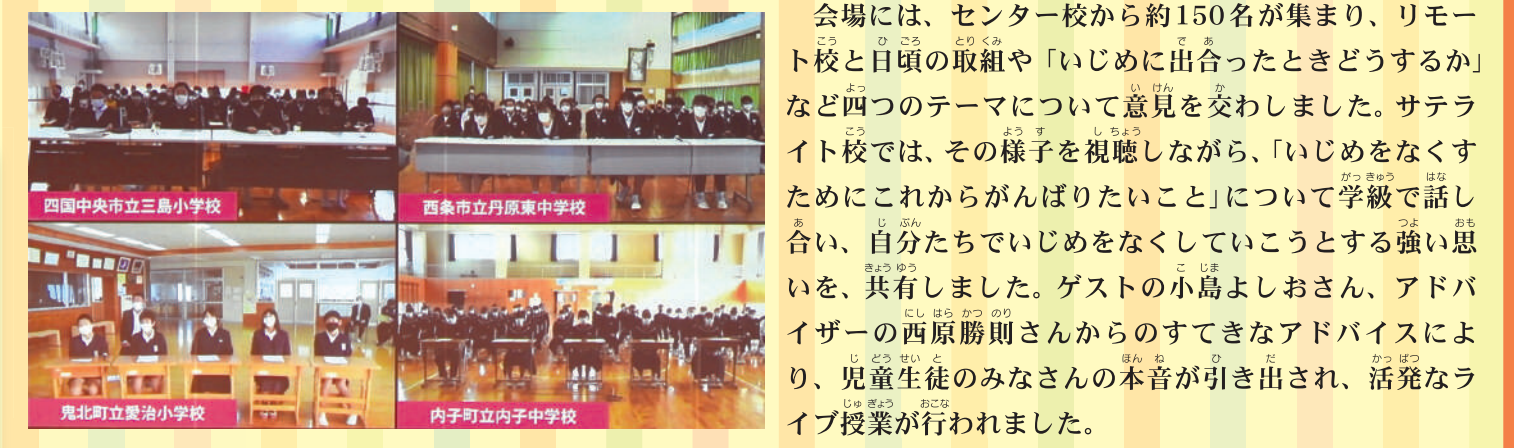 四国中央市立三島小学校
西条市立丹原東中学校
鬼北町立愛治小学校
内子町立内子中学校
会場には、センター校から約150名が集まり、リモー
ト校と日頃の取組や「いじめに出合ったときどうするか」
など四つのテーマについて意見を交わしました。サテラ
イト校では、その様子を視聴しながら、「いじめをなくす
ためにこれからがんばりたいこと」について学級で話し
合い、自分たちでいじめをなくしていこうとする強い思
いを、共有しました。ゲストの小島よしおさん、アドバ
イザーの西原勝則さんからのすてきなアドバイスによ
り、児童生徒のみなさんの本音が引き出され、活発なラ
イブ授業が行われました。